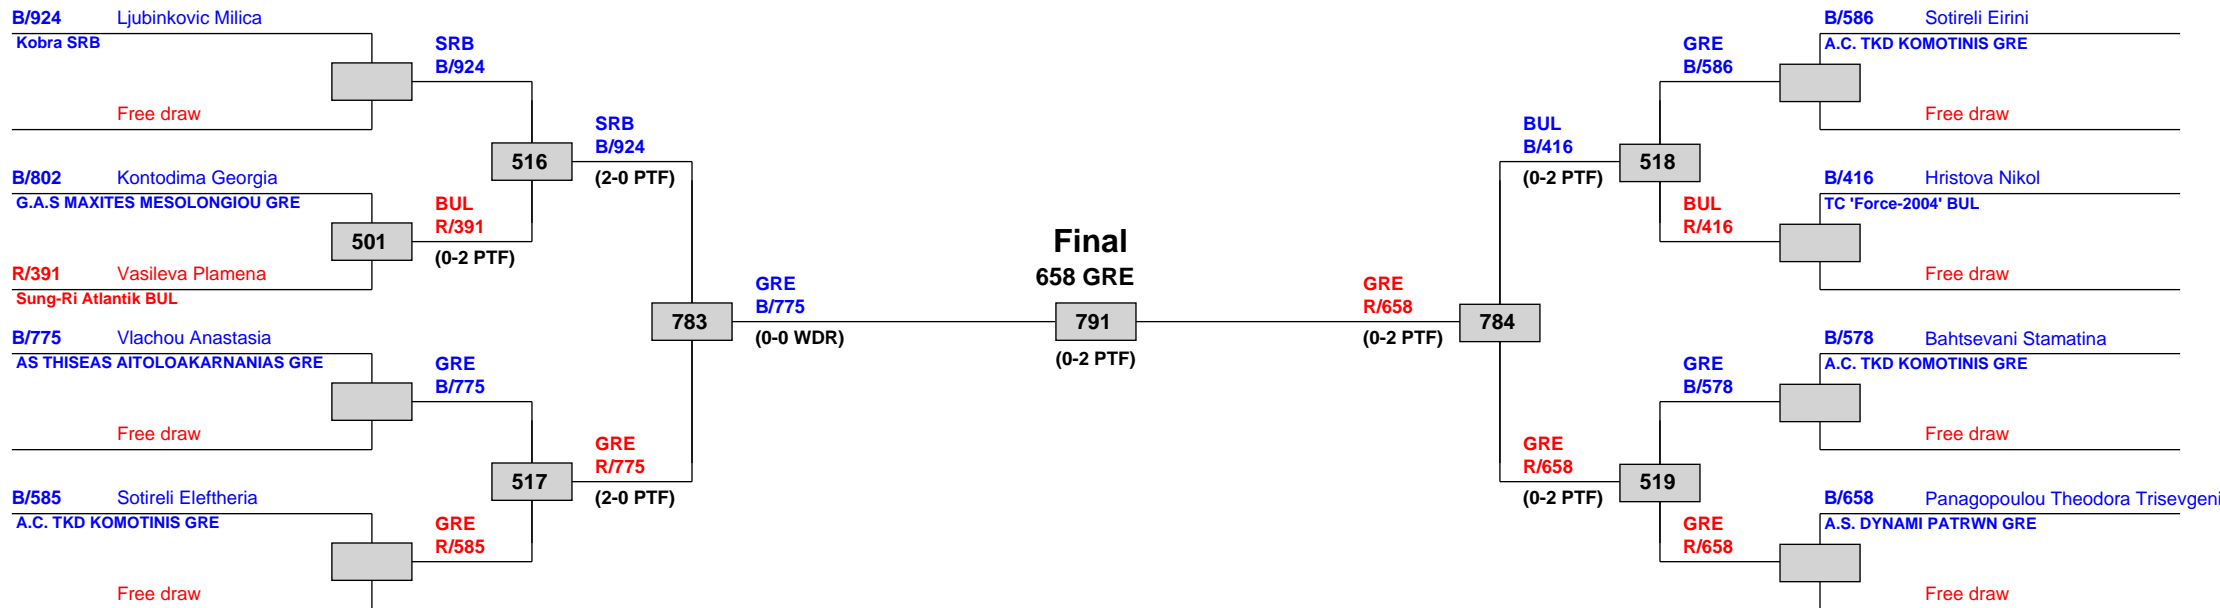 B/924 Ljubinkovic Milica
Kobra SRB
Free draw
B/802 Kontodima Georgia
G.A.S MAXITES MESOLONGIOU GRE
501
R/391 Vasileva Plamena
Sung-Ri Atlantik BUL
B/775 Vlachou Anastasia
AS THISEAS AITOLOAKARNANIAS GRE
Free draw
B/585 Sotireli Eleftheria
A.C. TKD KOMOTINIS GRE
Free draw
SRB
B/924
516
BUL
R/391
(0-2 PTF)
GRE
B/775
517
GRE
R/585
SRB
B/924
(2-0 PTF)
783
GRE
R/775
(2-0 PTF)
GRE
B/775
(0-0 WDR)
Final
658 GRE
791
(0-2 PTF)
GRE
R/658
(0-2 PTF)
784
BUL
B/416
(0-2 PTF)
GRE
R/658
(0-2 PTF)
GRE
B/586
518
BUL
R/416
GRE
B/578
519
GRE
R/658
B/586 Sotireli Eirini
A.C. TKD KOMOTINIS GRE
Free draw
B/416 Hristova Nikol
TC 'Force-2004' BUL
Free draw
B/578 Bahtsevani Stamatina
A.C. TKD KOMOTINIS GRE
Free draw
B/658 Panagopoulou Theodora Trisevgeni
A.S. DYNAMI PATRWN GRE
Free draw